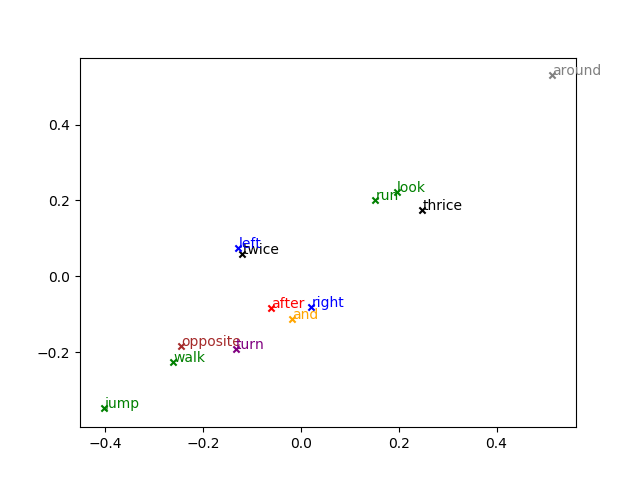 around
0.4
look
run
0.2
thrice
left
twice
0.0
after
right
and
opposite
turn
−0.2
walk
jump
−0.4
−0.2
0.0
0.2
0.4